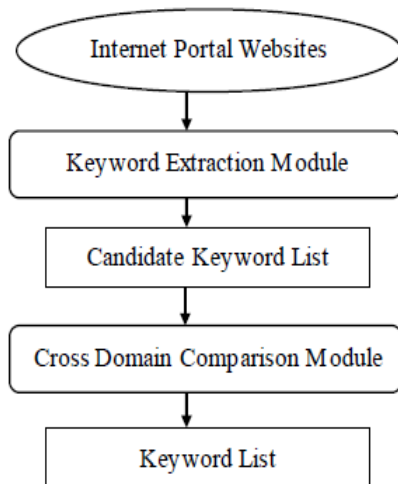 Internet Portal Websites
Keyword Extraction Module
Candidate Keyword List
Cross Domain Comparison Module
Keyword List